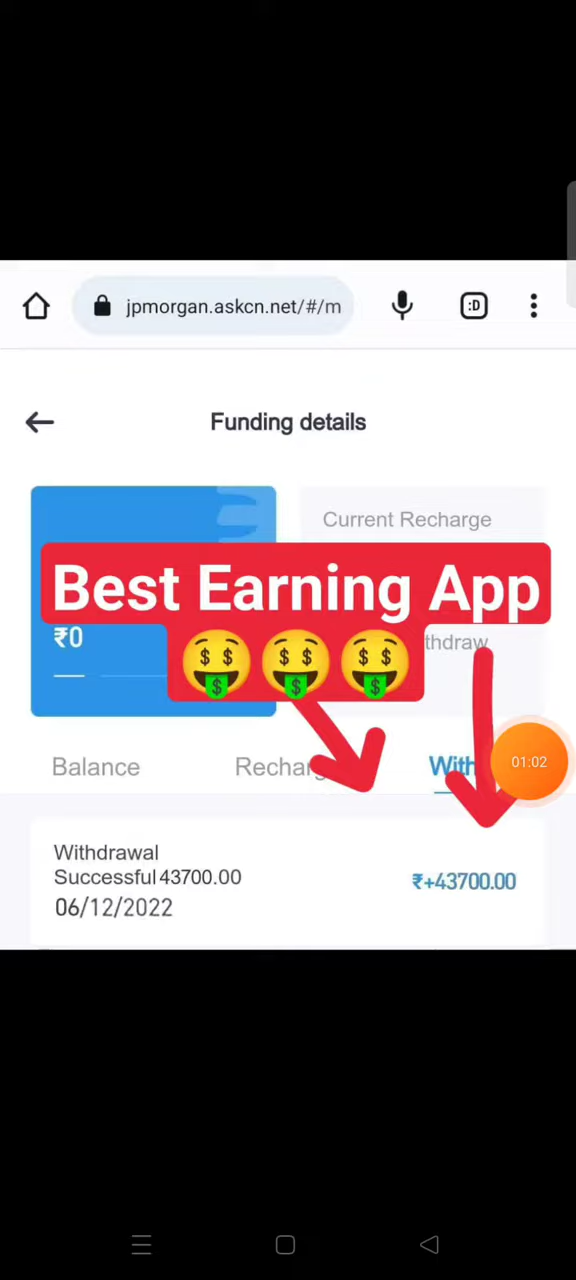 jpmorgan.askcn.net/#/m
:D
Funding details
Current Recharge
Best Earning App
₹0
thdraw
Balance
Rechar
With
01:02
Withdrawal
Successful 43700.00
₹+43700.00
06/12/2022